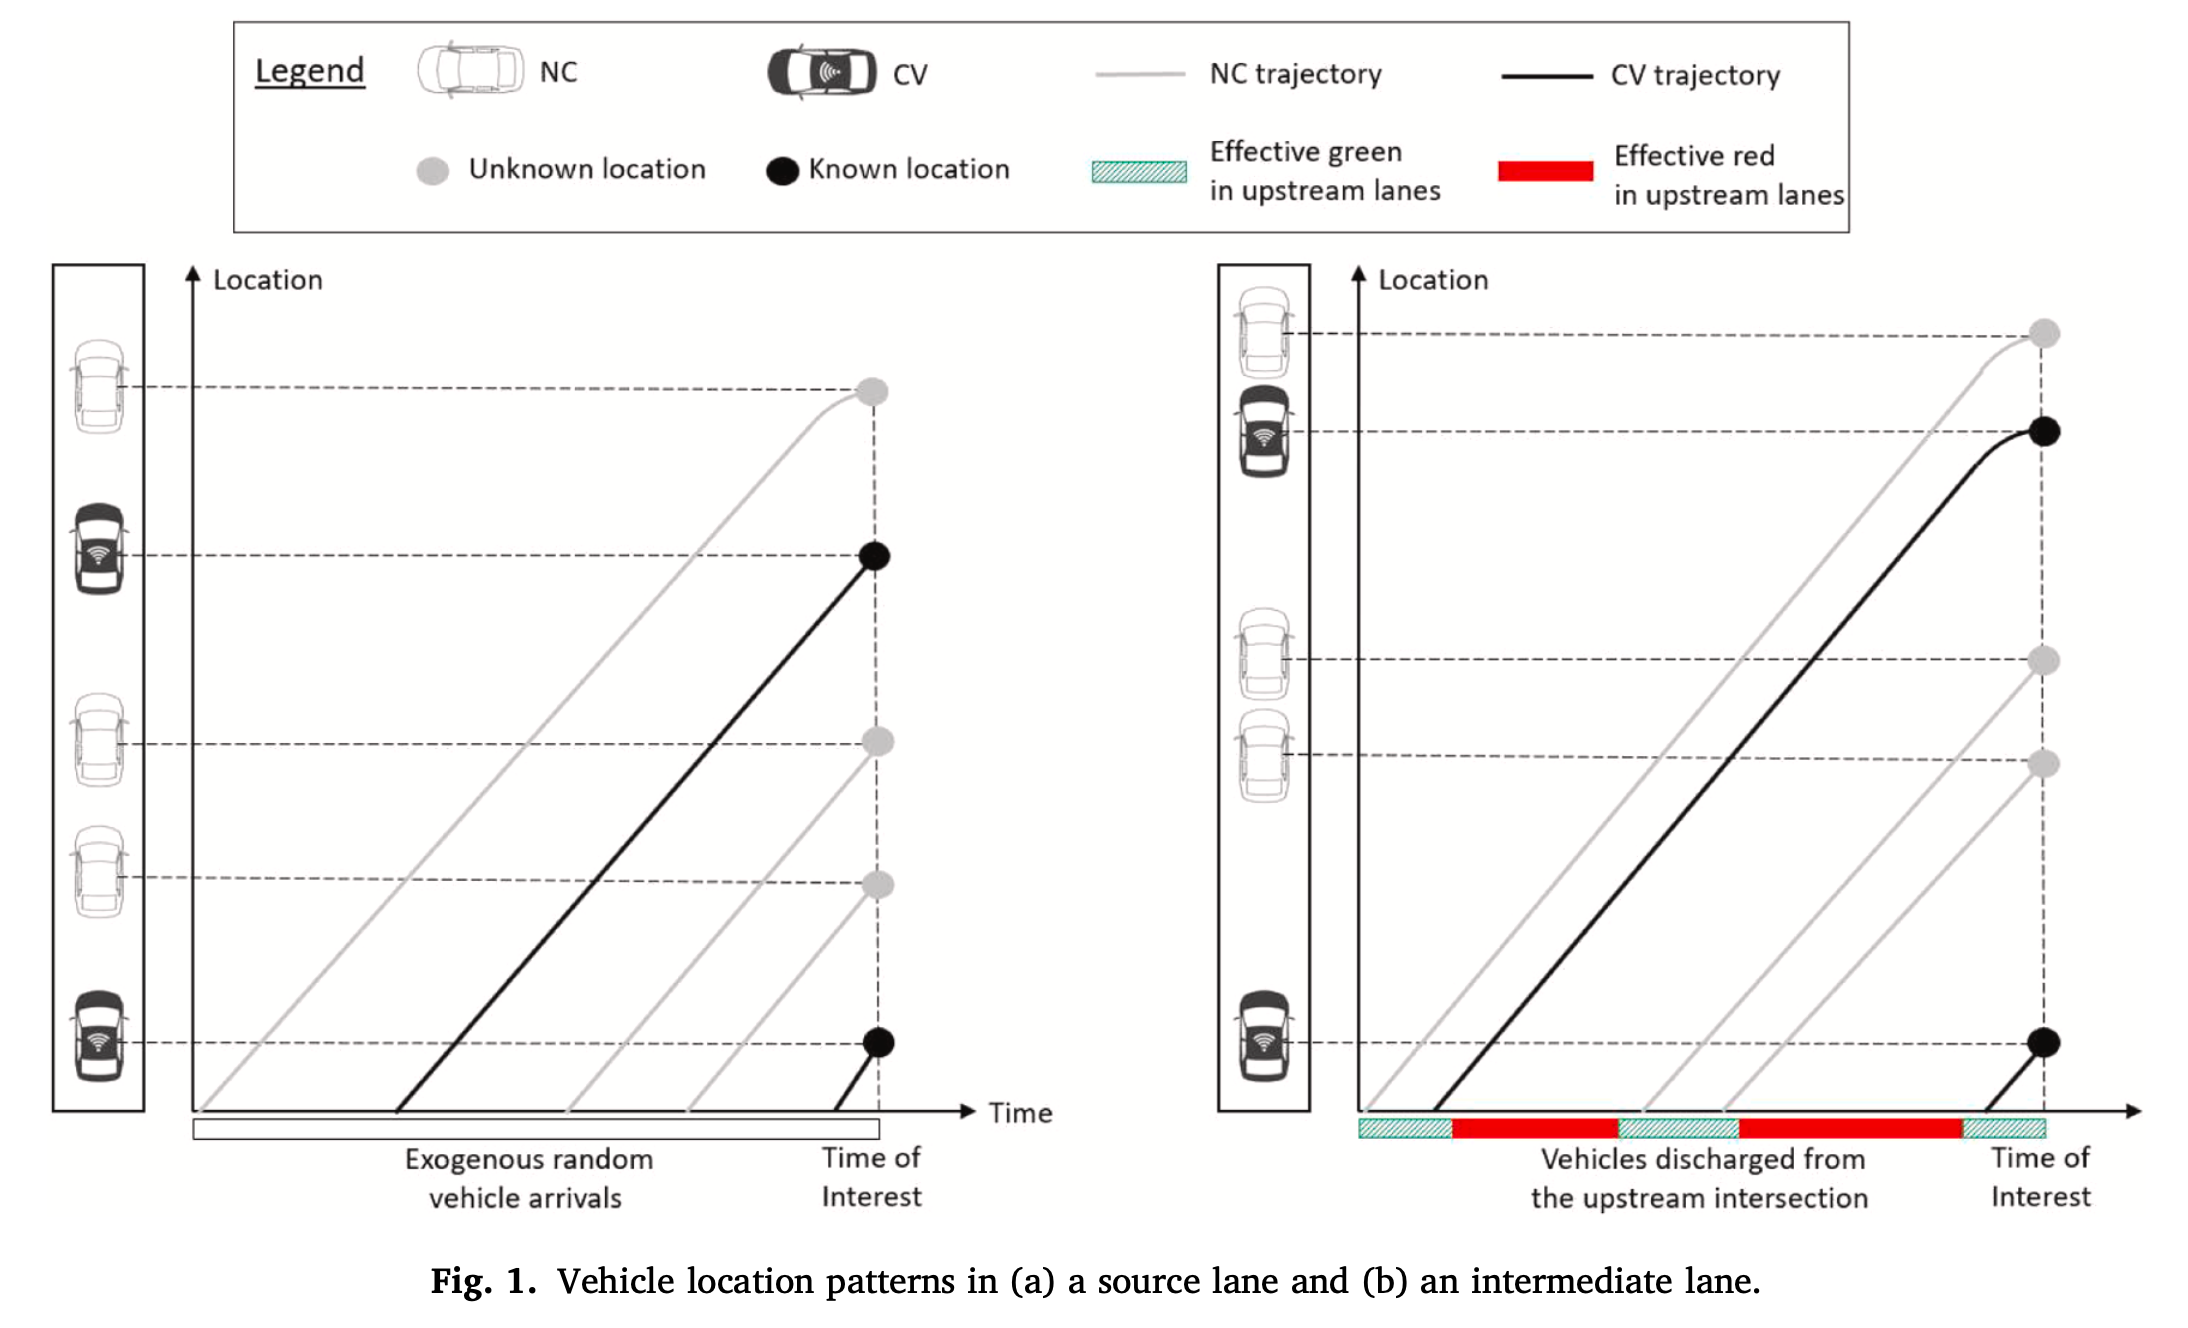 Legend
NC
CV
NC trajectory
CV trajectory
Unknown location
Known location
Effective green
in upstream lanes
Effective red
in upstream lanes
Location
Time
Exogenous random
vehicle arrivals
Time of
Interest
Location
Vehicles discharged from
the upstream intersection
Time of
Interest
Fig. 1. Vehicle location patterns in (a) a source lane and (b) an intermediate lane.